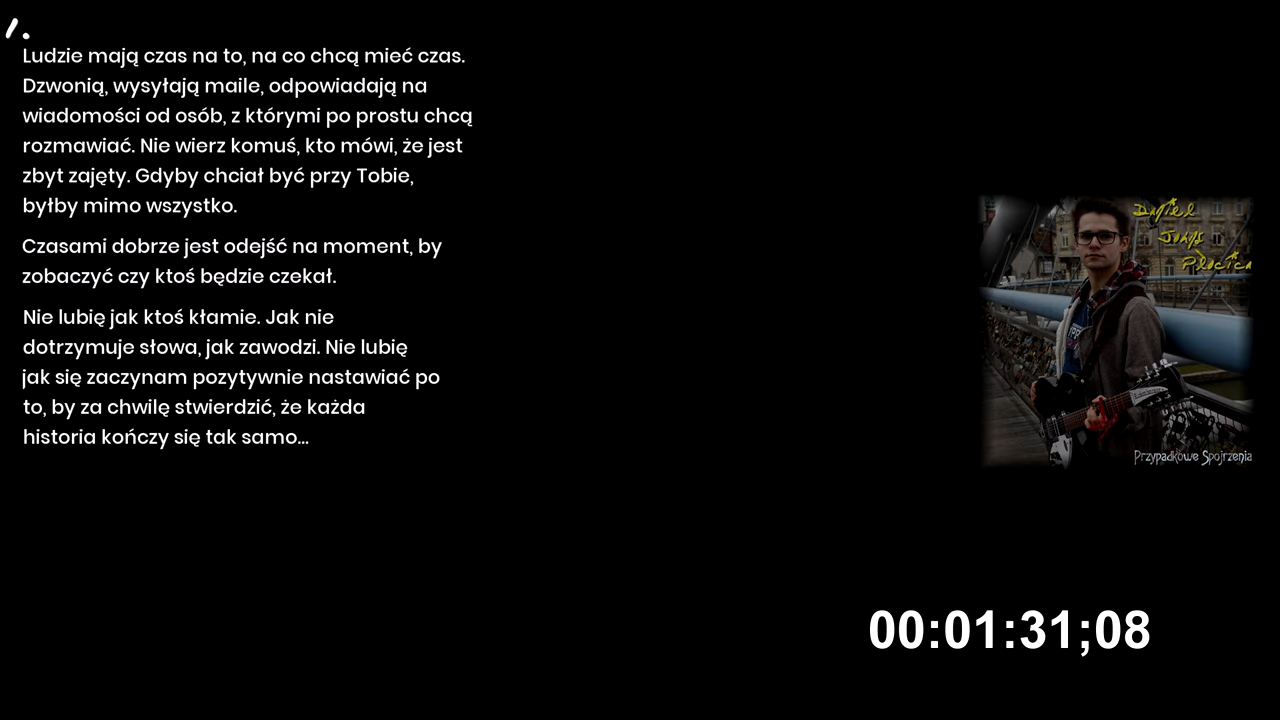 Ludzie mają czas na to, na co chcą mieć czas.
Dzwonią, wysyłają maile, odpowiadają na
wiadomości od osób, z którymi po prostu chcą
rozmawiać. Nie wierz komuś, kto mówi, że jest
zbyt zajęty. Gdyby chciał być przy Tobie,
byłby mimo wszystko.
Czasami dobrze jest odejść na moment, by
zobaczyć czy ktoś będzie czekał.
Nie lubię jak ktoś kłamie. Jak nie
dotrzymuje słowa, jak zawodzi. Nie lubię
jak się zaczynam pozytywnie nastawiać po
to, by za chwilę stwierdzić, że każda
historia kończy się tak samo...
Daniel
Płocica
Przypadkowe Spojrzenia
00:01:31;08